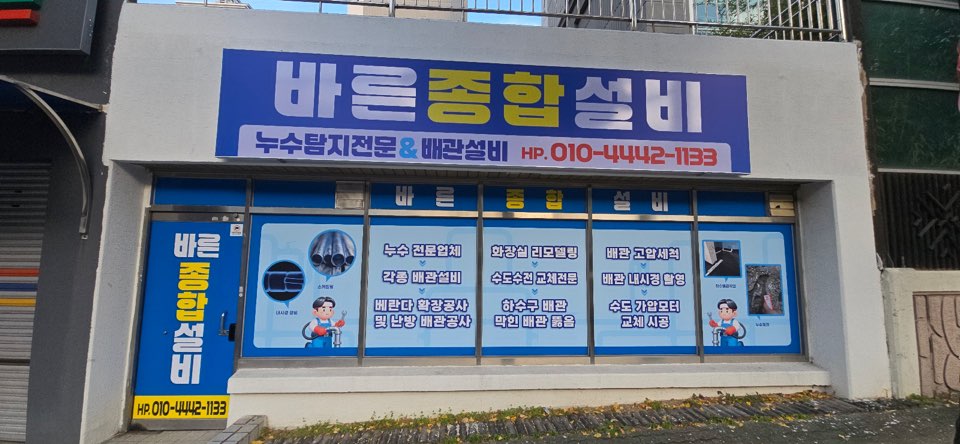 바른종합설비
누수탐지전문&배관설비 HP. 010-4442-1133
바른 종합 설비
바른종합설비
HP. 010-4442-1133
누수 전문업체
각종 배관설비
베란다 확장공사
및 난방 배관공사
화장실 리모델링
수도수전 교체전문
하수구 배관
막힌 배관 뚫음
배관 고압세척
배관 내시경 촬영
수도 가압모터
교체 시공